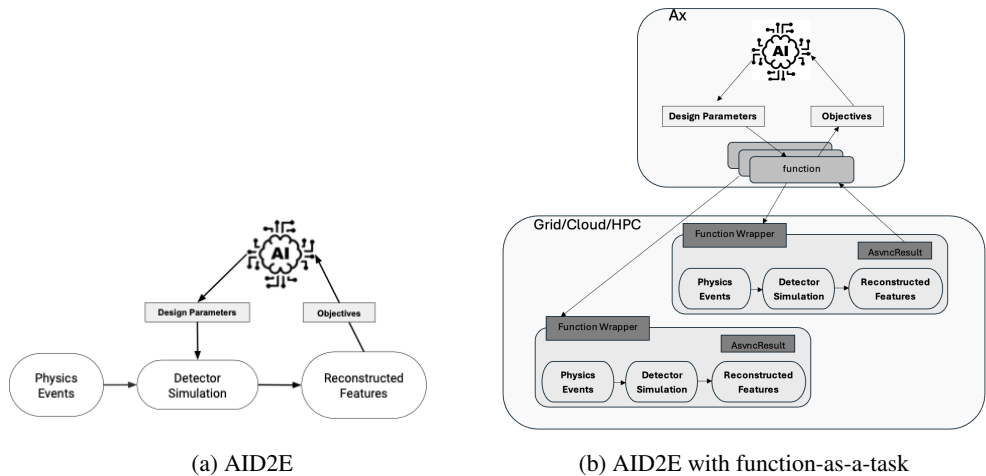 AI
Design Parameters
Objectives
Physics
Events
Detector
Simulation
Reconstructed
Features
(a) AID2E
Ax
AI
Design Parameters
Objectives
function
Grid/Cloud/HPC
Function Wrapper
AsyncResult
Physics
Events
Detector
Simulation
Reconstructed
Features
Function Wrapper
AsyncResult
Physics
Events
Detector
Simulation
Reconstructed
Features
(b) AID2E with function-as-a-task